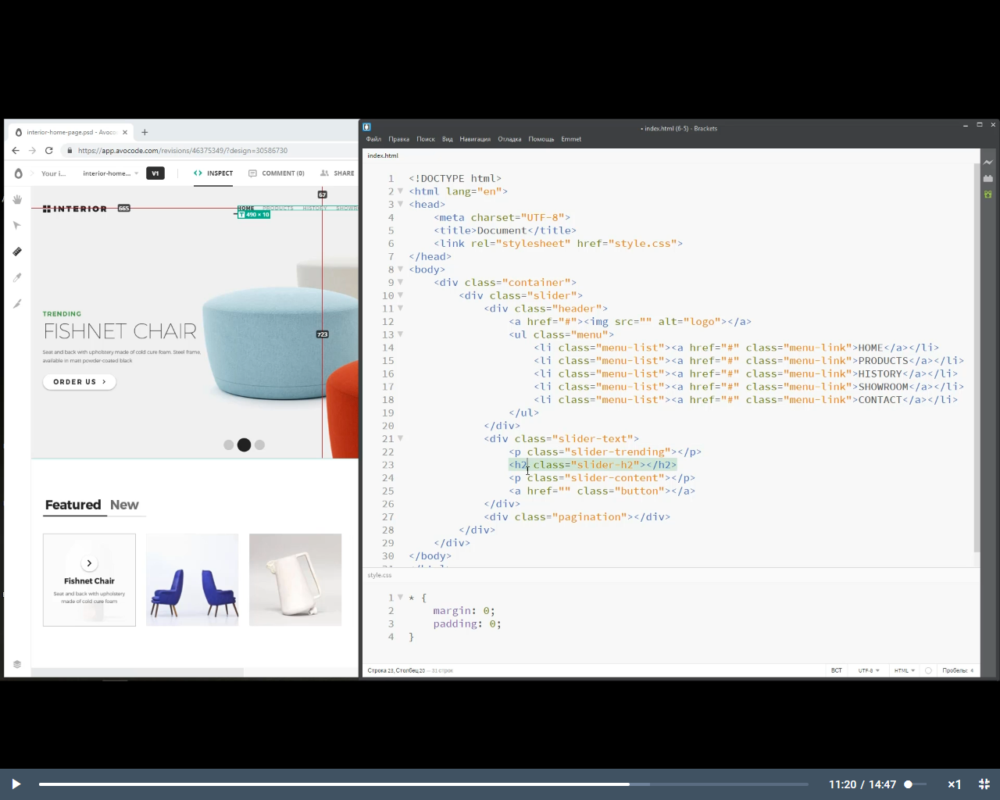 interior-home-page.psd - Avoco
https://app.avocode.com/revisions/46375349/?design=30586730
Your i...
interior-home...
V1
INSPECT
COMMENT (0)
SHARE
67
INTERIOR
665
HOME
PRODUCTS
HISTORY
SHOWR
T 490 × 10
TRENDING
FISHNET CHAIR
723
Seat and back with upholstery made of cold cure foam. Steel frame,
available in matt powder-coated black
ORDER US
Featured
New
Fishnet Chair
Seat and back with upholstery
made of cold cure foam
• index.html (6-5) - Brackets
Файл Правка Поиск Вид Навигация Отладка Помощь Emmet
index.html
1 <!DOCTYPE html>
2 <html lang="en">
3 <head>
4 <meta charset="UTF-8">
5 <title>Document</title>
6 <link rel="stylesheet" href="style.css">
7 </head>
8 <body>
9 <div class="container">
10 <div class="slider">
11 <div class="header">
12 <a href="#"><img src="" alt="logo"></a>
13 <ul class="menu">
14 <li class="menu-list"><a href="#" class="menu-link">HOME</a></li>
15 <li class="menu-list"><a href="#" class="menu-link">PRODUCTS</a></li>
16 <li class="menu-list"><a href="#" class="menu-link">HISTORY</a></li>
17 <li class="menu-list"><a href="#" class="menu-link">SHOWROOM</a></li>
18 <li class="menu-list"><a href="#" class="menu-link">CONTACT</a></li>
19 </ul>
20 </div>
21 <div class="slider-text">
22 <p class="slider-trending"></p>
23 <h2 class="slider-h2"></h2>
24 <p class="slider-content"></p>
25 <a href="" class="button"></a>
26 </div>
27 <div class="pagination"></div>
28 </div>
29 </div>
30 </body>
style.css
1 * {
2 margin: 0;
3 padding: 0;
4 }
Строка 23, Столбец 20 — 31 строк
ВСТ
UTF-8
HTML
Пробелы: 4
11:20 / 14:47
×1